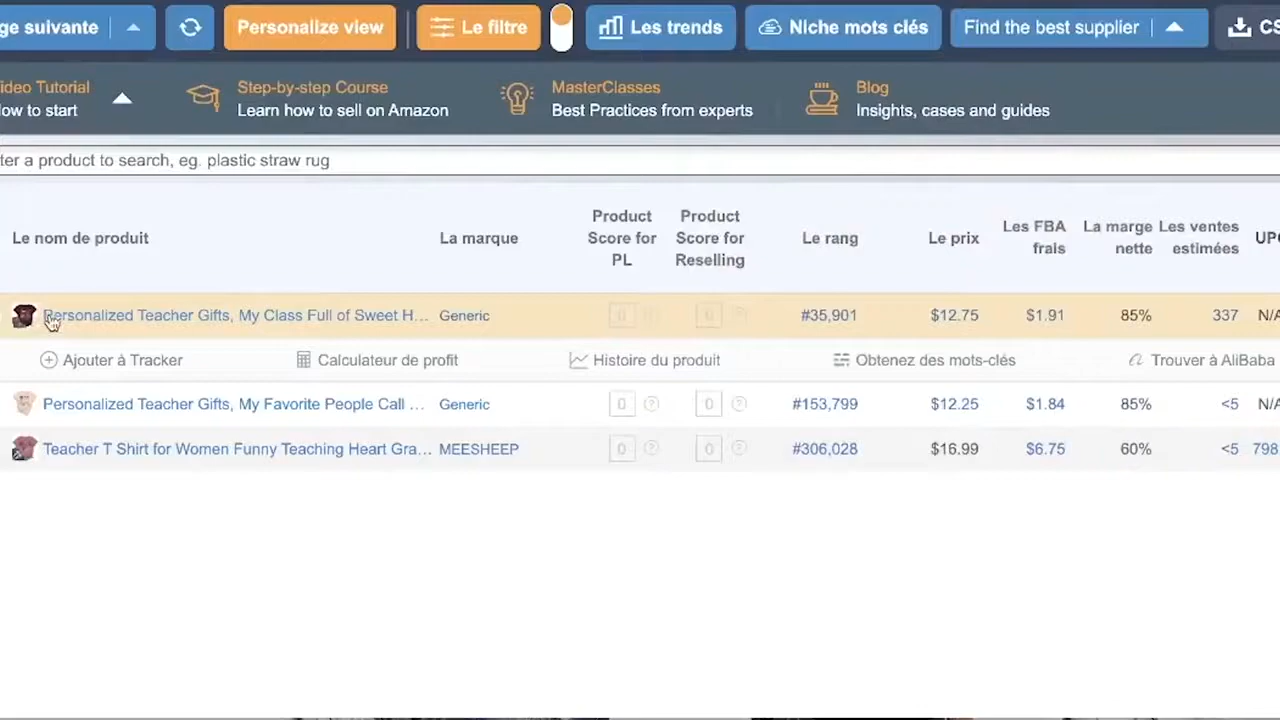 ge suivante
Personalize view
Le filtre
Les trends
Niche mots clés
Find the best supplier
CS
ideo Tutorial
low to start
Step-by-step Course
Learn how to sell on Amazon
MasterClasses
Best Practices from experts
Blog
Insights, cases and guides
ter a product to search, eg. plastic straw rug
Le nom de produit
La marque
Product
Score for
PL
Product
Score for
Reselling
Le rang
Le prix
Les FBA
frais
La marge
nette
Les ventes
estimées
UPC
Personalized Teacher Gifts, My Class Full of Sweet H... Generic 0 ? 0 ? #35,901 $12.75 $1.91 85% 337 N/A
Ajouter à Tracker Calculateur de profit Histoire du produit Obtenez des mots-clés Trouver à AliBaba
Personalized Teacher Gifts, My Favorite People Call ... Generic 0 ? 0 ? #153,799 $12.25 $1.84 85% <5 N/A
Teacher T Shirt for Women Funny Teaching Heart Gra... MEESHEEP 0 ? 0 ? #306,028 $16.99 $6.75 60% <5 798